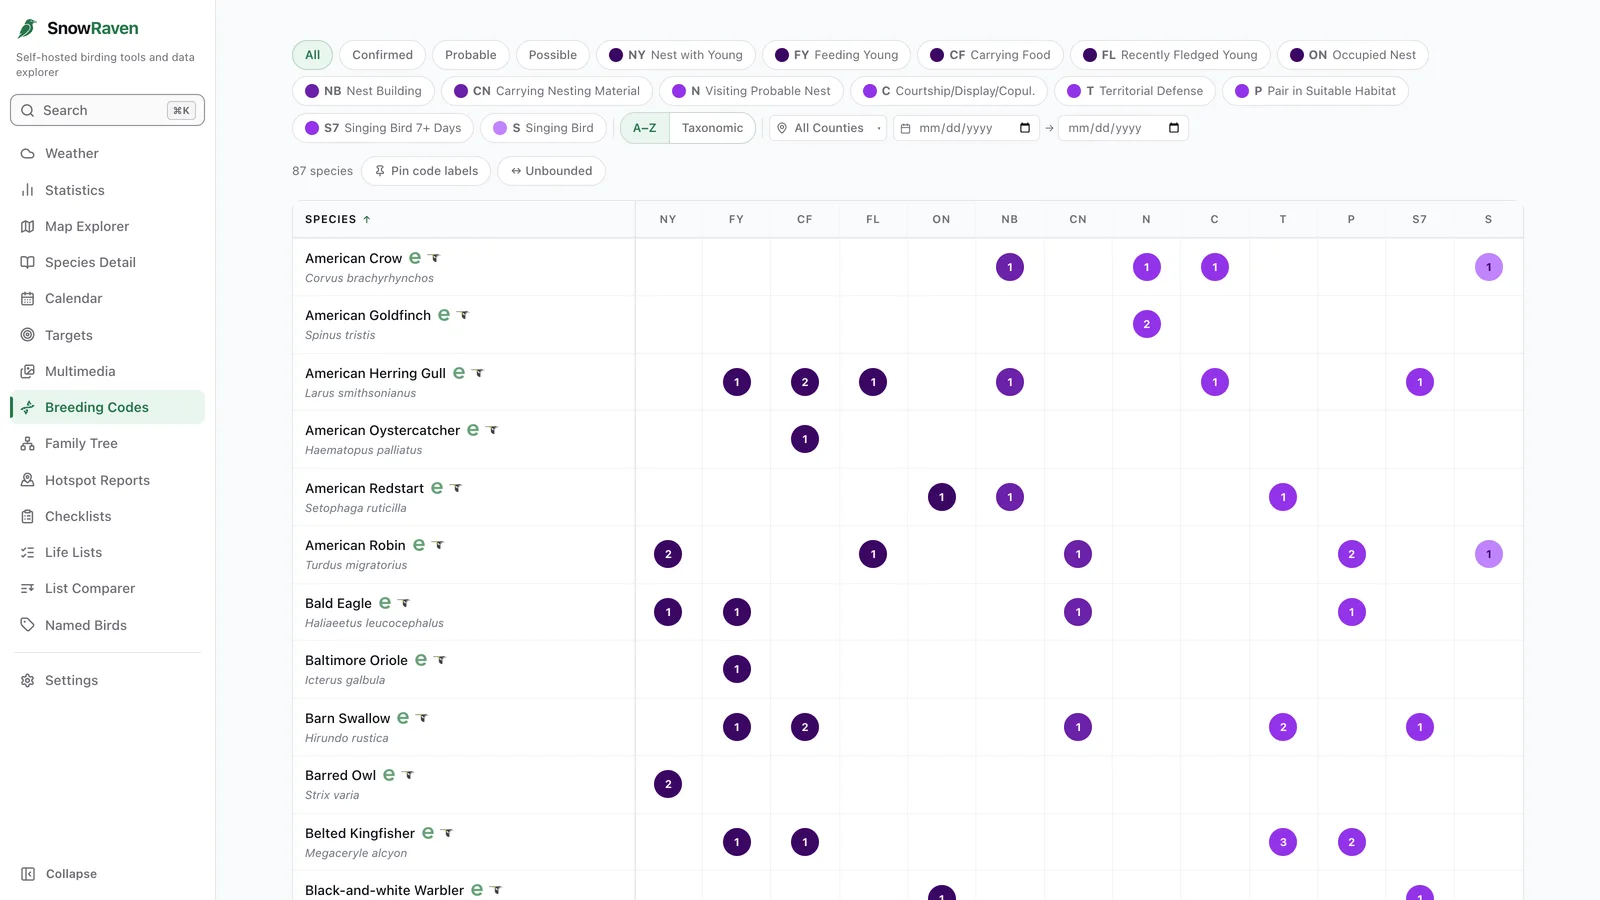 SnowRaven
Self-hosted birding tools and data
explorer
Search ⌘K
Weather
Statistics
Map Explorer
Species Detail
Calendar
Targets
Multimedia
Breeding Codes
Family Tree
Hotspot Reports
Checklists
Life Lists
List Comparer
Named Birds
Settings
Collapse
All Confirmed Probable Possible NY Nest with Young FY Feeding Young CF Carrying Food FL Recently Fledged Young ON Occupied Nest
NB Nest Building CN Carrying Nesting Material N Visiting Probable Nest C Courtship/Display/Copul. T Territorial Defense P Pair in Suitable Habitat
S7 Singing Bird 7+ Days S Singing Bird A–Z Taxonomic All Counties mm/dd/yyyy → mm/dd/yyyy
87 species Pin code labels ↔ Unbounded
SPECIES ↑ NY FY CF FL ON NB CN N C T P S7 S
American Crow e
Corvus brachyrhynchos
1 1 1 1
American Goldfinch e
Spinus tristis
2
American Herring Gull e
Larus smithsonianus
1 2 1 1 1 1
American Oystercatcher e
Haematopus palliatus
1
American Redstart e
Setophaga ruticilla
1 1 1
American Robin e
Turdus migratorius
2 1 1 2 1
Bald Eagle e
Haliaeetus leucocephalus
1 1 1 1
Baltimore Oriole e
Icterus galbula
1
Barn Swallow e
Hirundo rustica
1 2 1 2 1
Barred Owl e
Strix varia
2
Belted Kingfisher e
Megaceryle alcyon
1 1 3 2
Black-and-white Warbler e
1 1